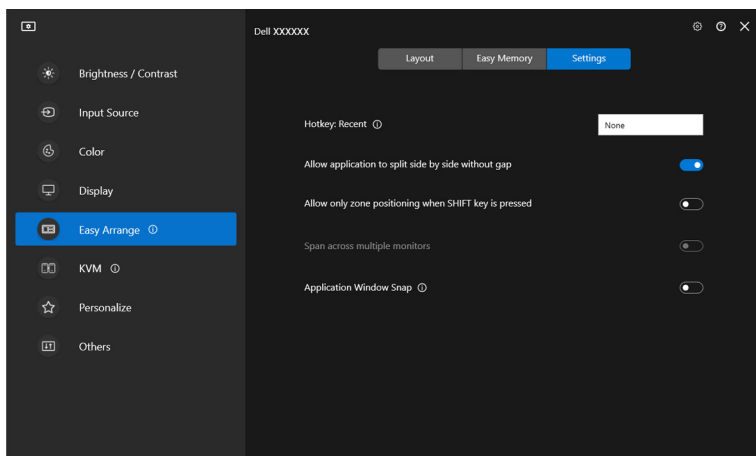 Dell XXXXXX
Brightness / Contrast
Input Source
Color
Display
Easy Arrange
KVM
Personalize
Others
Layout
Easy Memory
Settings
Hotkey: Recent
None
Allow application to split side by side without gap
Allow only zone positioning when SHIFT key is pressed
Span across multiple monitors
Application Window Snap